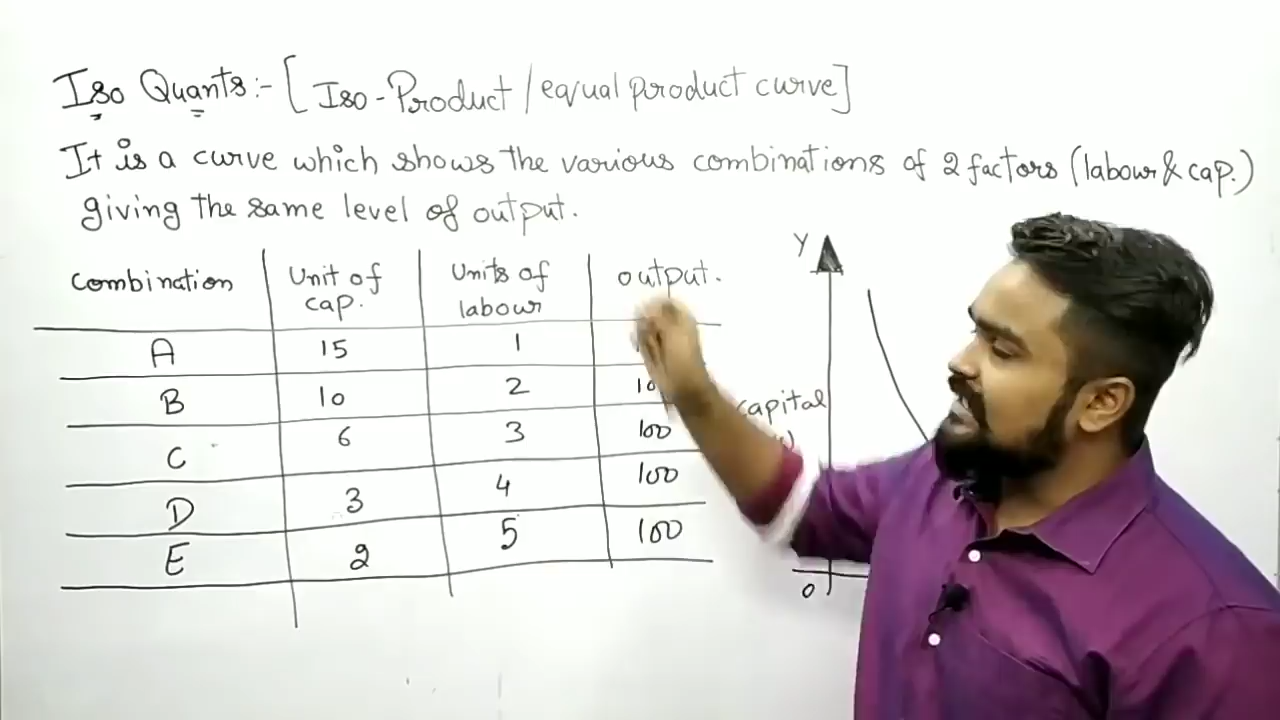 Iso Quants:- [Iso-Product/equal product curve]
It is a curve which shows the various combinations of 2 factors (labour & cap.)
giving the same level of output.
Combination Unit of cap. Units of labour output.
A 15 1
B 10 2
C 6 3 100
D 3 4 100
E 2 5 100
Y
capital
O